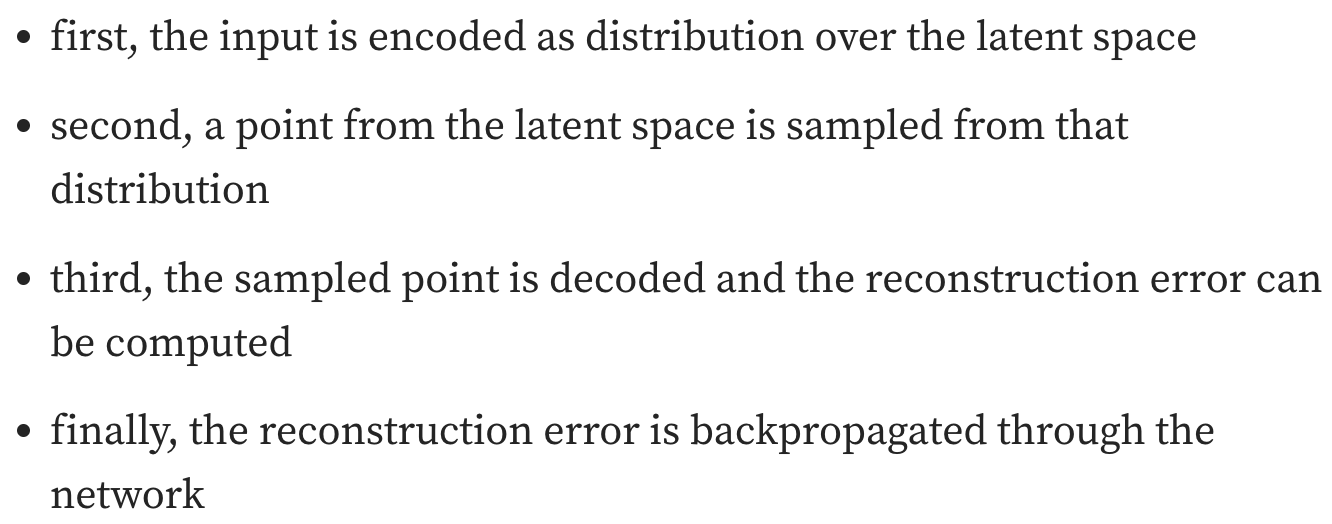 • first, the input is encoded as distribution over the latent space
• second, a point from the latent space is sampled from that
distribution
• third, the sampled point is decoded and the reconstruction error can
be computed
• finally, the reconstruction error is backpropagated through the
network